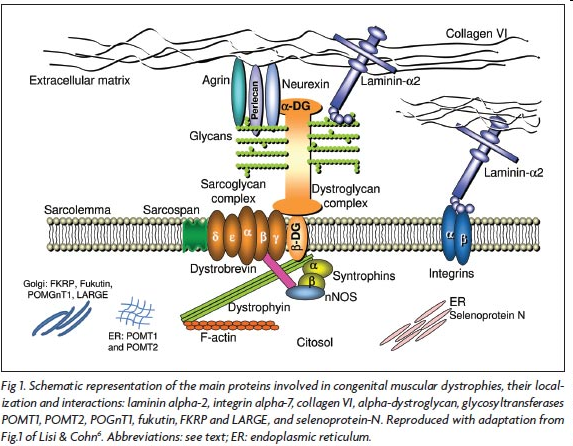 Collagen VI
Extracellular matrix
Agrin
Perlecan
Neurexin
Laminin-α2
α-DG
Glycans
Laminin-α2
Sarcoglycan
complex
Dystroglycan
complex
Sarcolemma
Sarcospan
δ ε α β γ
β-DG
α β
Dystrobrevin
α
β
Syntrophins
nNOS
Integrins
Golgi: FKRP, Fukutin,
POMGnT1, LARGE
ER: POMT1
and POMT2
Dystrophyin
F-actin
Citosol
ER
Selenoprotein N
Fig 1. Schematic representation of the main proteins involved in congenital muscular dystrophies, their local-
ization and interactions: laminin alpha-2, integrin alpha-7, collagen VI, alpha-dystroglycan, glycosyltransferases
POMT1, POMT2, POGnT1, fukutin, FKRP and LARGE, and selenoprotein-N. Reproduced with adaptation from
Fig.1 of Lisi & Cohn⁶. Abbreviations: see text; ER: endoplasmic reticulum.